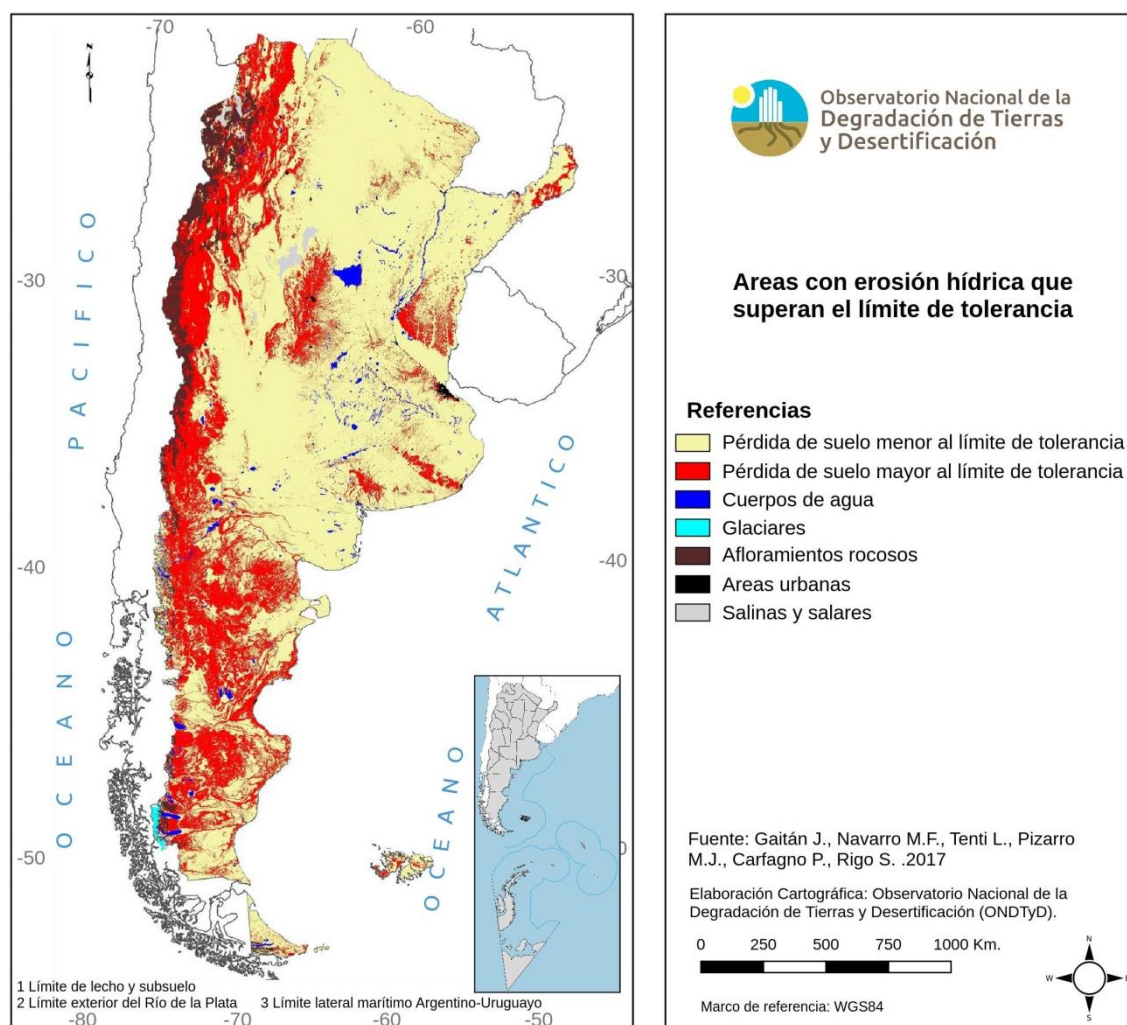 -70
-60
z
-30
-30
-40
-40
-50
0
OCEANO PACIFICO
OCEANO ATLANTICO
1 Límite de lecho y subsuelo
2 Límite exterior del Río de la Plata
3 Límite lateral marítimo Argentino-Uruguayo
-80
-70
-60
-50
Observatorio Nacional de la
Degradación de Tierras
y Desertificación
Areas con erosión hídrica que
superan el límite de tolerancia
Referencias
Pérdida de suelo menor al límite de tolerancia
Pérdida de suelo mayor al límite de tolerancia
Cuerpos de agua
Glaciares
Afloramientos rocosos
Areas urbanas
Salinas y salares
Fuente: Gaitán J., Navarro M.F., Tenti L., Pizarro
M.J., Carfagno P., Rigo S. .2017
Elaboración Cartográfica: Observatorio Nacional de la
Degradación de Tierras y Desertificación (ONDTyD).
0 250 500 750 1000 Km.
Marco de referencia: WGS84
N
W E
S